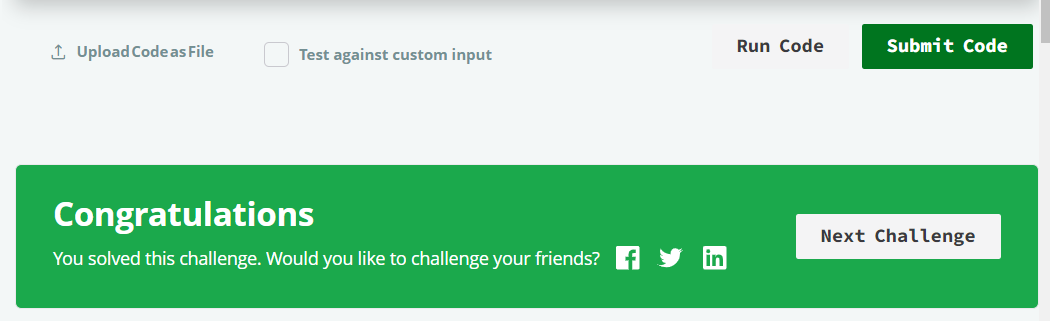 Upload Code as File
Test against custom input
Run Code
Submit Code
Congratulations
You solved this challenge. Would you like to challenge your friends?
Next Challenge